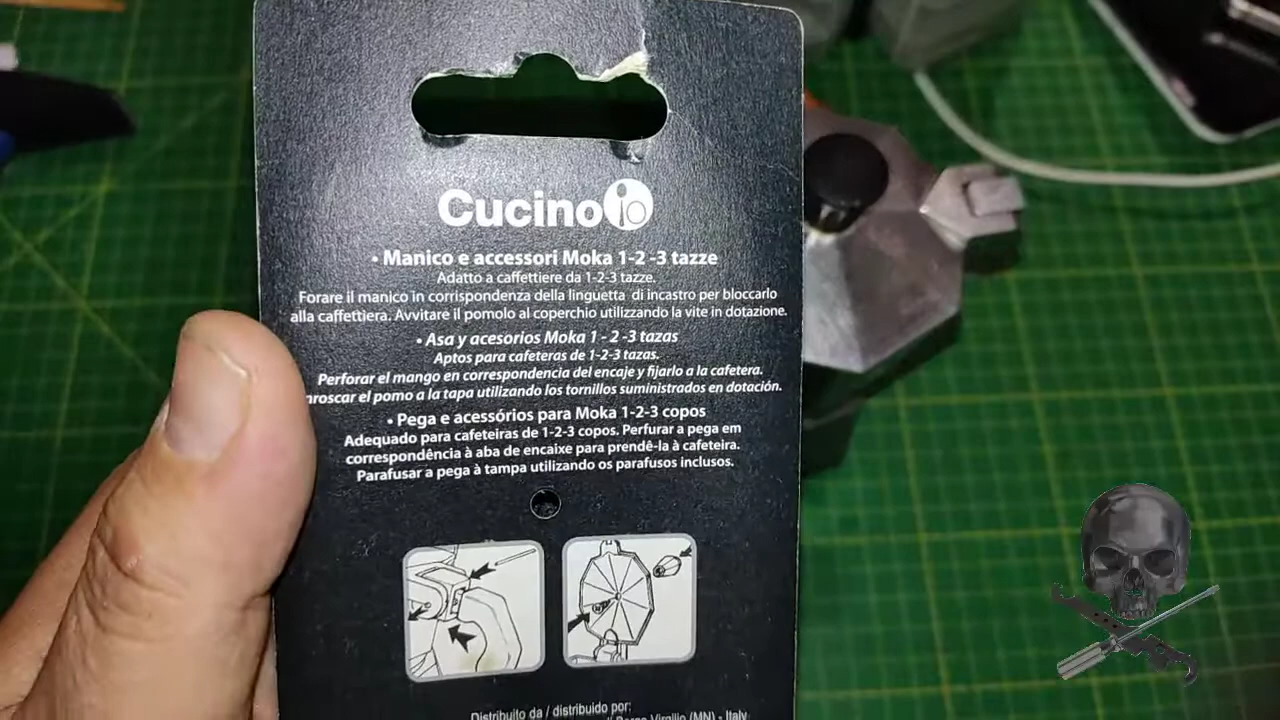 Cucinoio
• Manico e accessori Moka 1-2 -3 tazze
Adatto a caffettiere da 1-2-3 tazze.
Forare il manico in corrispondenza della linguetta di incastro per bloccarlo
alla caffettiera. Avvitare il pomolo al coperchio utilizzando la vite in dotazione.
• Asa y acesorios Moka 1 - 2 -3 tazas
Aptos para cafeteras de 1-2-3 tazas.
Perforar el mango en correspondencia del encaje y fijarlo a la cafetera.
nroscar el pomo a la tapa utilizando los tornillos suministrados en dotación.
• Pega e acessórios para Moka 1-2-3 copos
Adequado para cafeteiras de 1-2-3 copos. Perfurar a pega em
correspondência à aba de encaixe para prendê-la à cafeteira.
Parafusar a pega à tampa utilizando os parafusos inclusos.
Distribuito da / distribuido por:
Virgilio (MN) - Italy